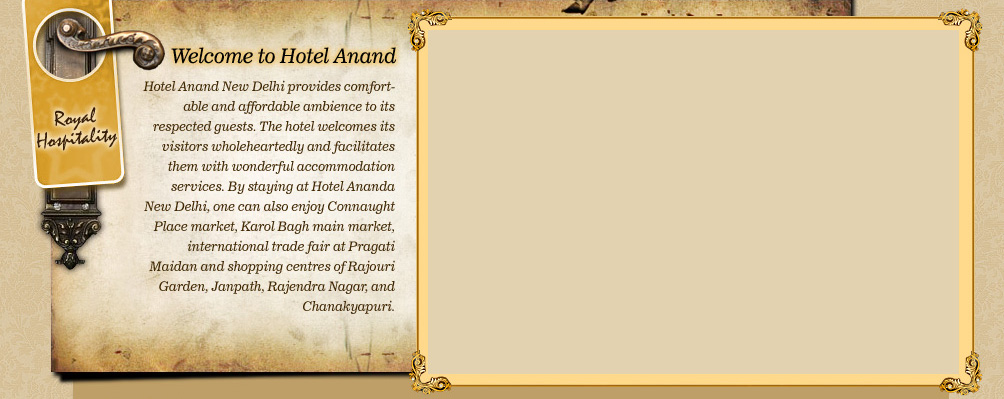 Welcome to Hotel Anand
Hotel Anand New Delhi provides comfort-
able and affordable ambience to its
respected guests. The hotel welcomes its
visitors wholeheartedly and facilitates
them with wonderful accommodation
services. By staying at Hotel Ananda
New Delhi, one can also enjoy Connaught
Place market, Karol Bagh main market,
international trade fair at Pragati
Maidan and shopping centres of Rajouri
Garden, Janpath, Rajendra Nagar, and
Chanakyapuri.
Royal
Hospitality